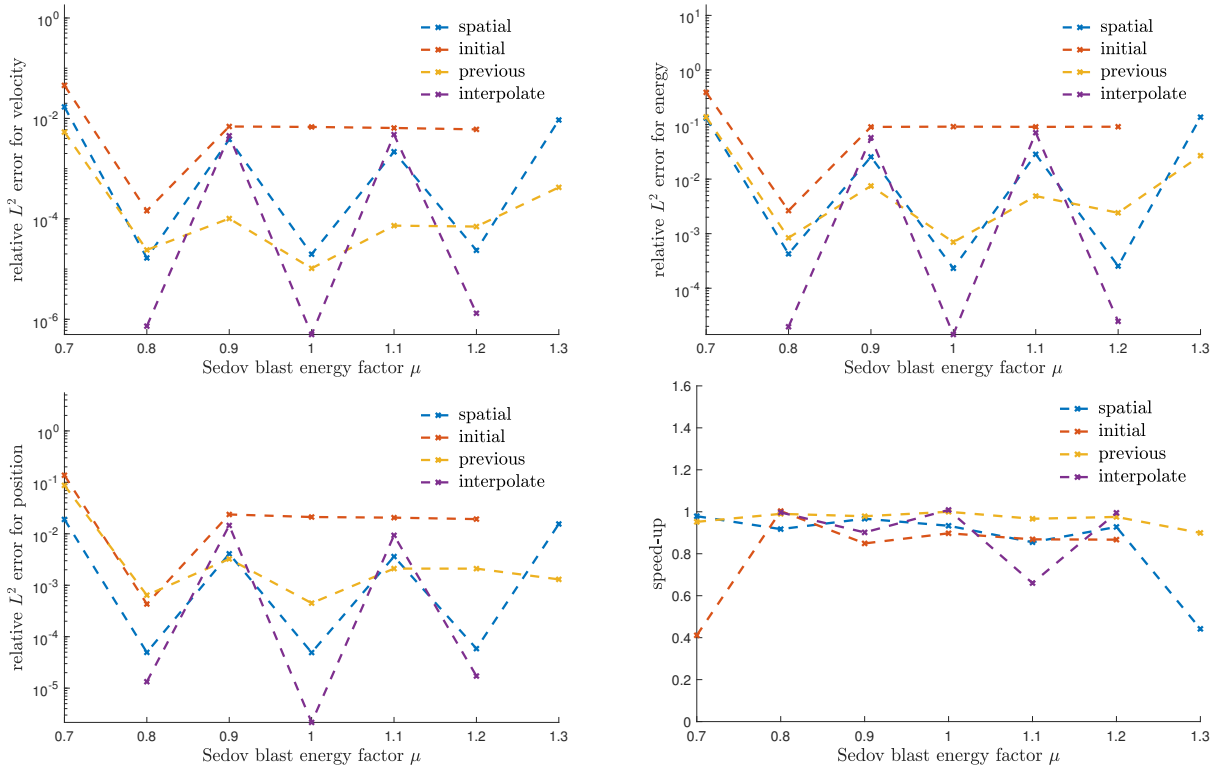 relative L² error for velocity
10⁰
10⁻²
10⁻⁴
10⁻⁶
0.7 0.8 0.9 1 1.1 1.2 1.3
Sedov blast energy factor μ
spatial
initial
previous
interpolate
relative L² error for energy
10¹
10⁰
10⁻¹
10⁻²
10⁻³
10⁻⁴
0.7 0.8 0.9 1 1.1 1.2 1.3
Sedov blast energy factor μ
spatial
initial
previous
interpolate
relative L² error for position
10⁰
10⁻¹
10⁻²
10⁻³
10⁻⁴
10⁻⁵
0.7 0.8 0.9 1 1.1 1.2 1.3
Sedov blast energy factor μ
spatial
initial
previous
interpolate
speed-up
1.6
1.4
1.2
1
0.8
0.6
0.4
0.2
0
0.7 0.8 0.9 1 1.1 1.2 1.3
Sedov blast energy factor μ
spatial
initial
previous
interpolate